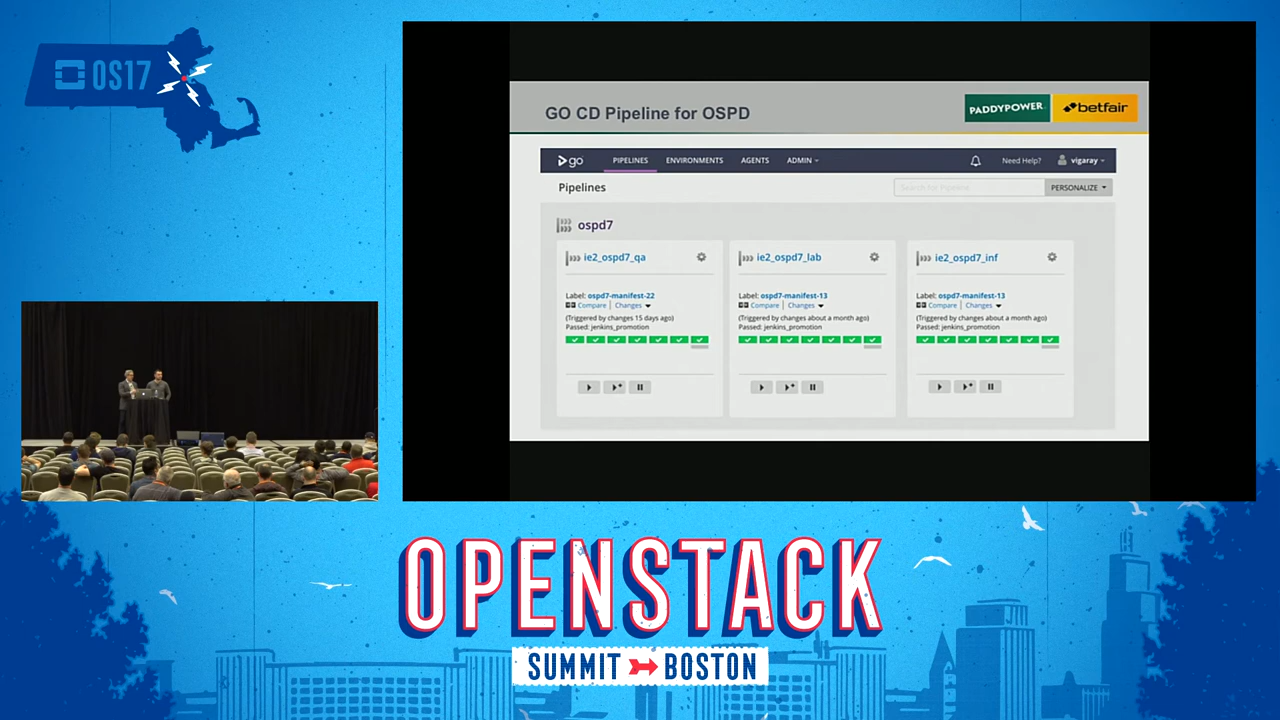 OS17
GO CD Pipeline for OSPD
PADDYPOWER.
betfair
go
PIPELINES
ENVIRONMENTS
AGENTS
ADMIN
Need Help?
vigaray
Pipelines
Search for Pipeline
PERSONALIZE
ospd7
ie2_ospd7_qa
Label: ospd7-manifest-22
Compare | Changes
(Triggered by changes 15 days ago)
Passed: jenkins_promotion
ie2_ospd7_lab
Label: ospd7-manifest-13
Compare | Changes
(Triggered by changes about a month ago)
Passed: jenkins_promotion
ie2_ospd7_inf
Label: ospd7-manifest-13
Compare | Changes
(Triggered by changes about a month ago)
Passed: jenkins_promotion
OPENSTACK
SUMMIT BOSTON